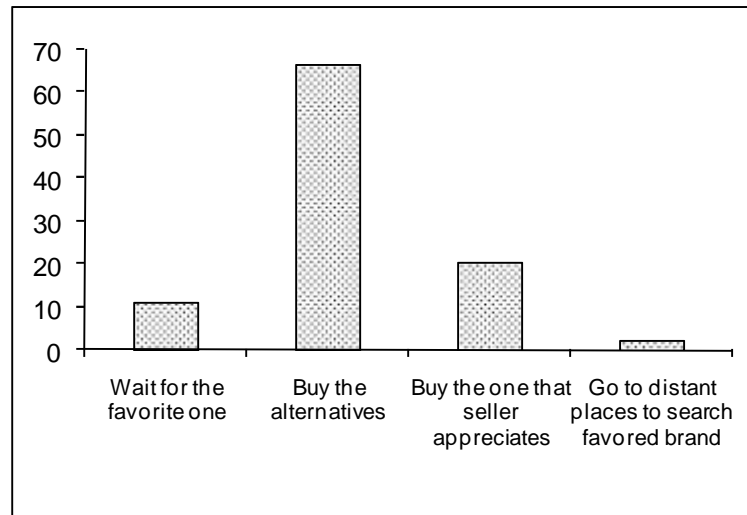 70
60
50
40
30
20
10
0
Wait for the
favorite one
Buy the
alternatives
Buy the one that
seller
appreciates
Go to distant
places to search
favored brand